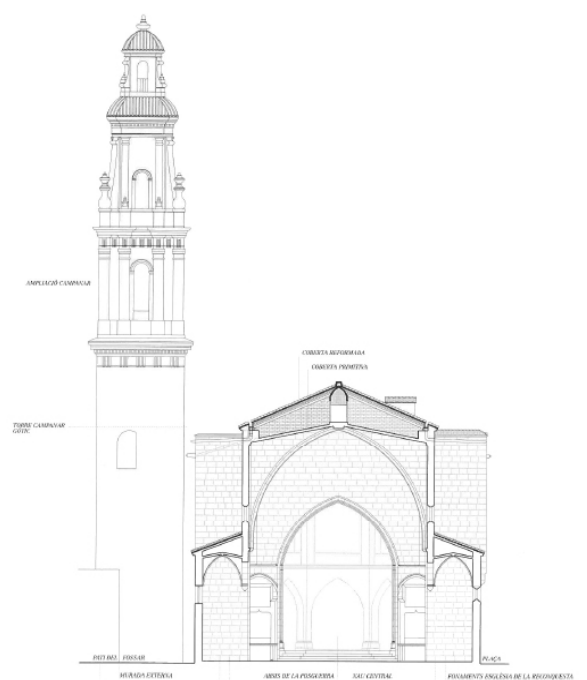 AMPLIACIÓ CAMPANAR
COBERTA REFORMADA
COBERTA PRIMITIVA
TORRE CAMPANAR
GÒTIC
PATI DEL FOSSAR
PLAÇA
MURADA EXTERNA
ABSIS DE LA POSGUERRA
NAU CENTRAL
FONAMENTS ESGLÉSIA DE LA RECONQUESTA